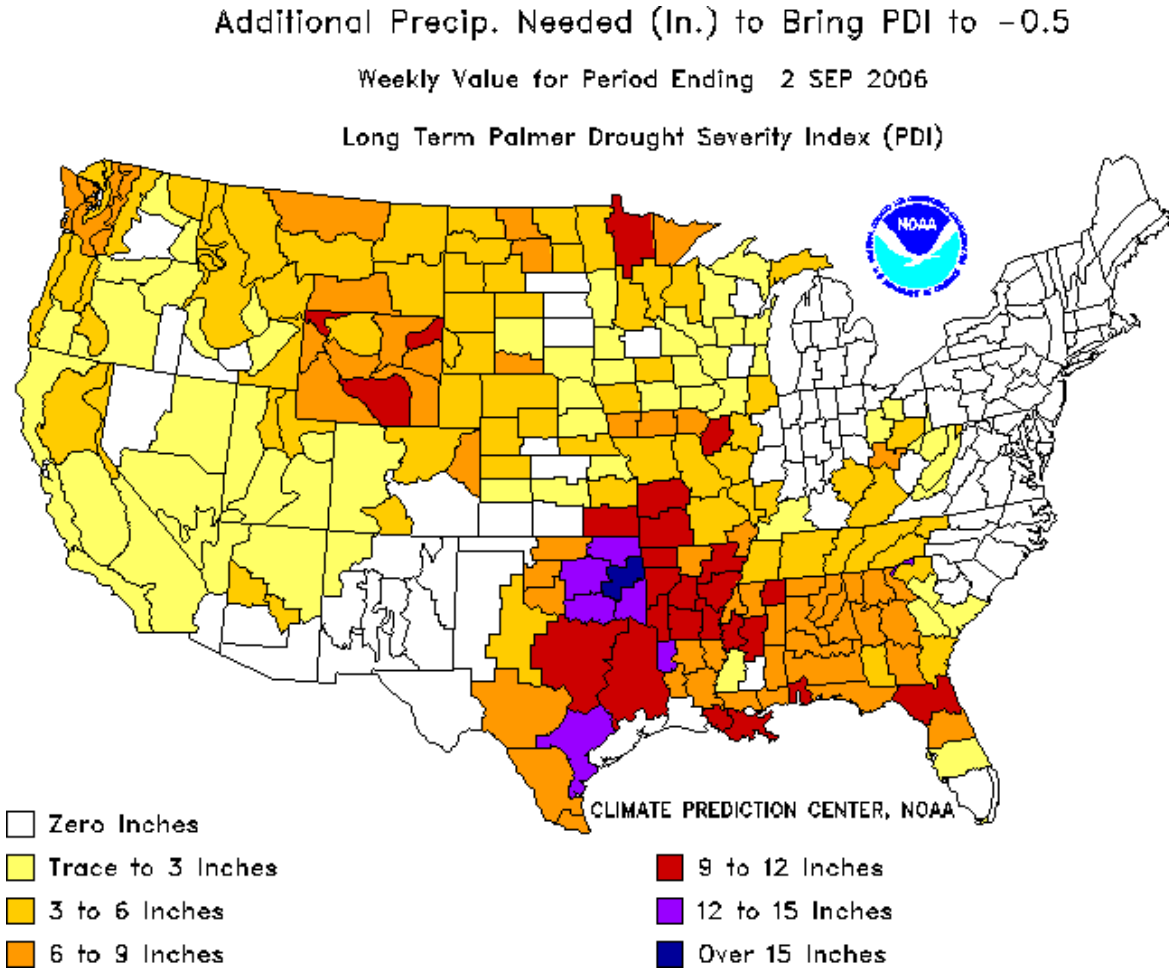 Additional Precip. Needed (In.) to Bring PDI to -0.5
Weekly Value for Period Ending 2 SEP 2006
Long Term Palmer Drought Severity Index (PDI)
NOAA
CLIMATE PREDICTION CENTER, NOAA
Zero Inches
Trace to 3 Inches
3 to 6 Inches
6 to 9 Inches
9 to 12 Inches
12 to 15 Inches
Over 15 Inches